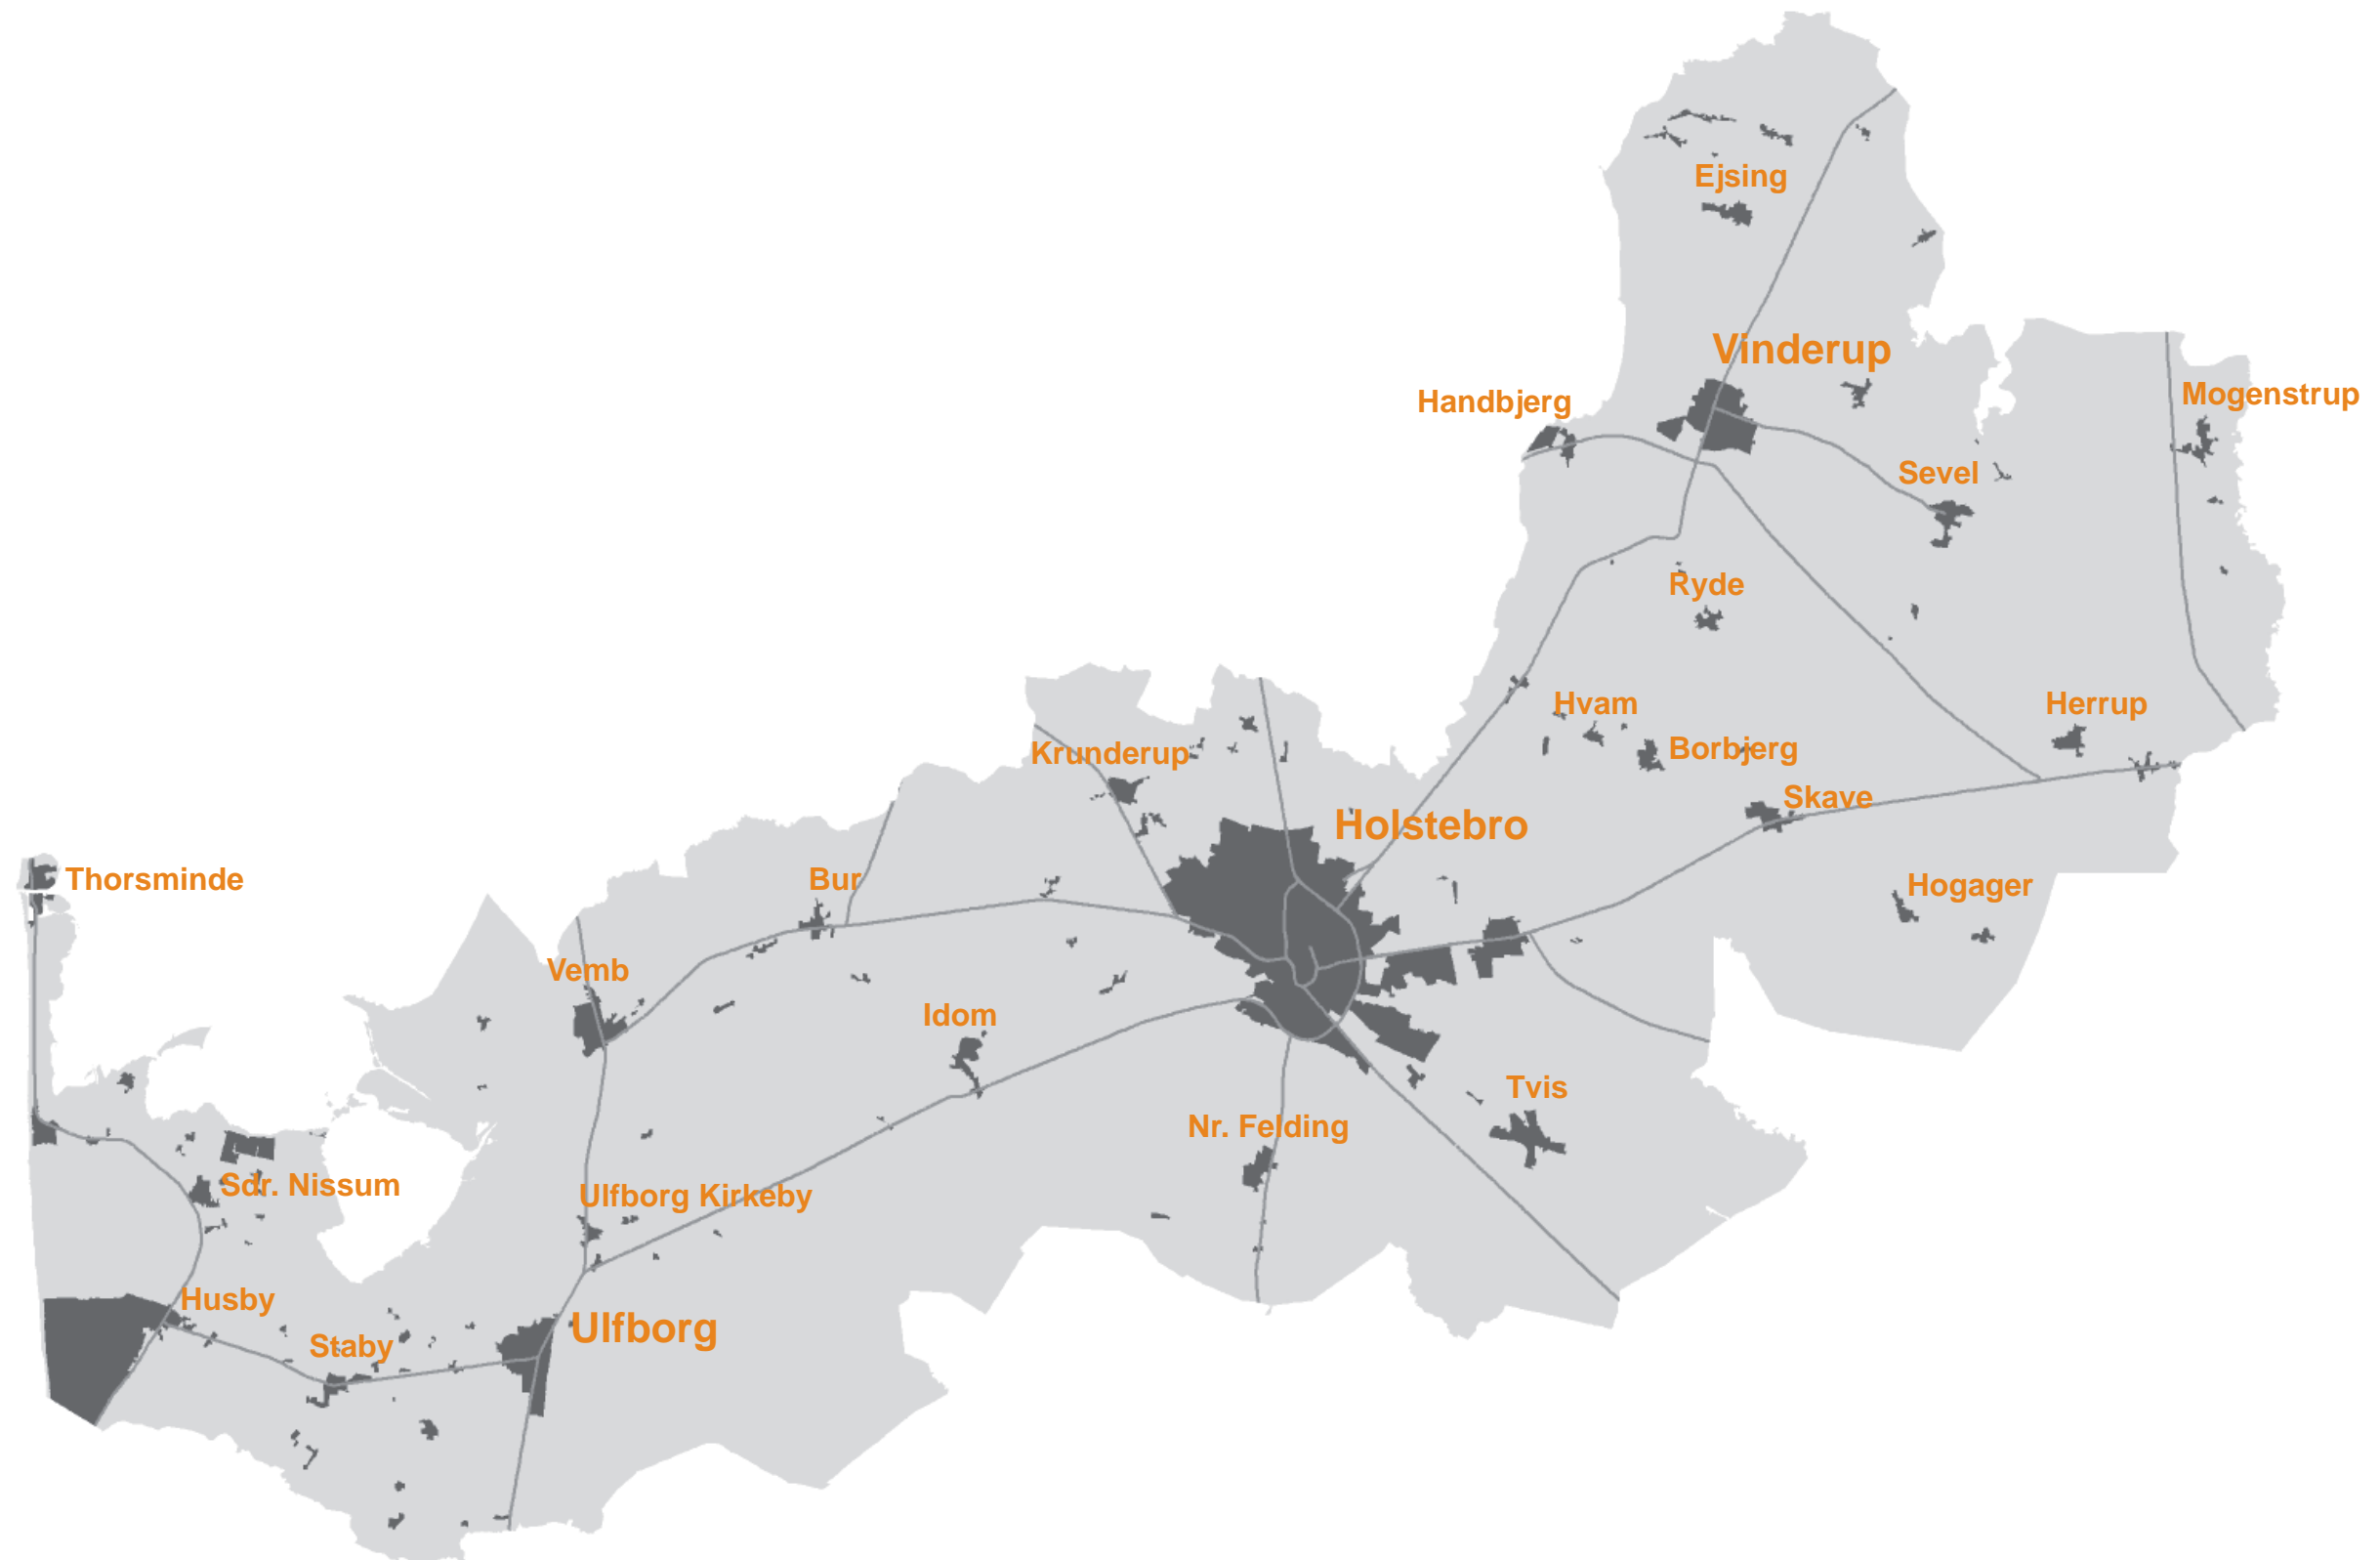 Ejsing
Vinderup
Handbjerg
Mogenstrup
Sevel
Ryde
Hvam
Herrup
Krunderup
Borbjerg
Skave
Holstebro
Thorsminde
Bur
Hogager
Vemb
Idom
Tvis
Nr. Felding
Sdr. Nissum
Ulfborg Kirkeby
Husby
Ulfborg
Staby